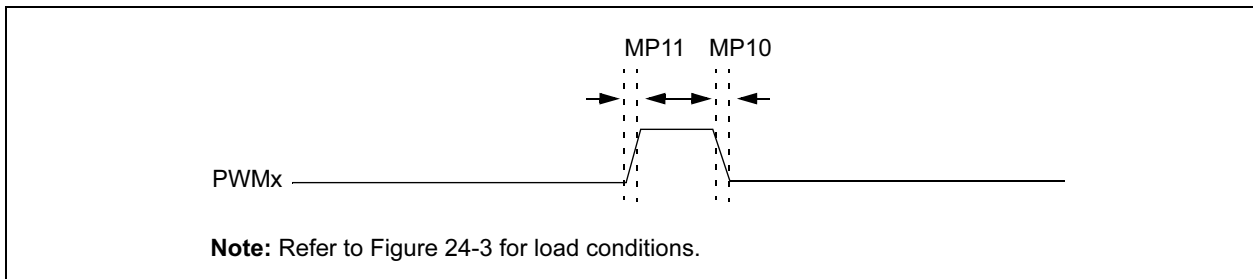 MP11 MP10
PWMx
Note: Refer to Figure 24-3 for load conditions.